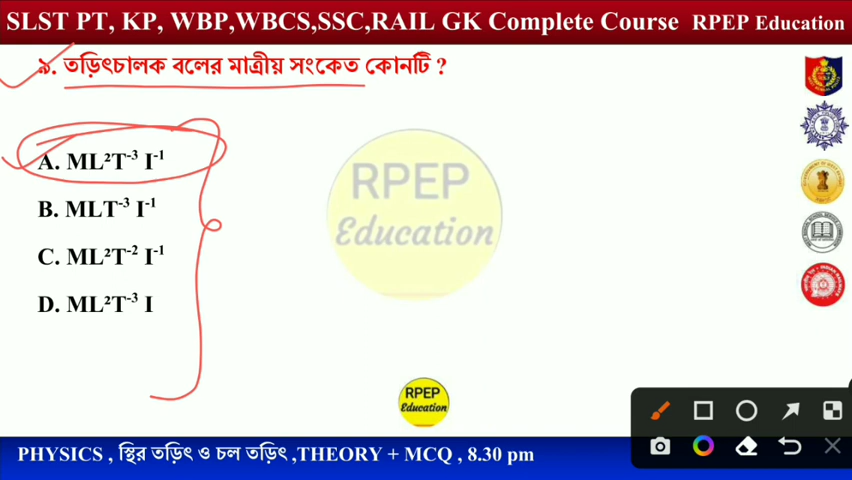 SLST PT, KP, WBP,WBCS,SSC,RAIL GK Complete Course RPEP Education
৯. তড়িৎচালক বলের মাত্রীয় সংকেত কোনটি ?
A. ML²T⁻³ I⁻¹
B. MLT⁻³ I⁻¹
C. ML²T⁻² I⁻¹
D. ML²T⁻³ I
RPEP
Education
RPEP
Education
PHYSICS , স্থির তড়িৎ ও চল তড়িৎ ,THEORY + MCQ , 8.30 pm